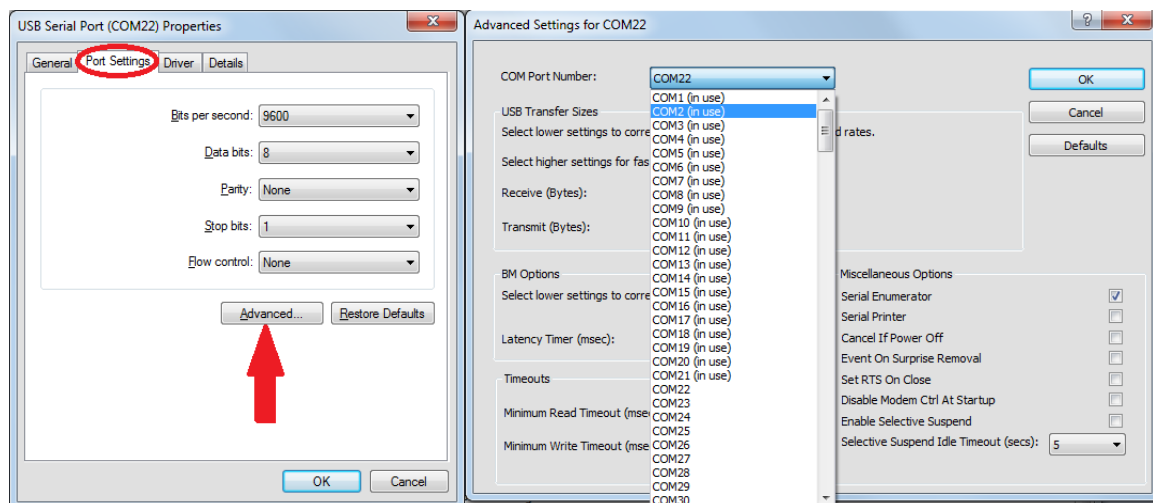 USB Serial Port (COM22) Properties
General
Port Settings
Driver
Details
Bits per second: 9600
Data bits: 8
Parity: None
Stop bits: 1
Flow control: None
Advanced...
Restore Defaults
OK
Cancel
Advanced Settings for COM22
COM Port Number: COM22
OK
Cancel
Defaults
USB Transfer Sizes
Select lower settings to corre
d rates.
Select higher settings for fas
Receive (Bytes):
Transmit (Bytes):
BM Options
Select lower settings to corre
Latency Timer (msec):
Timeouts
Minimum Read Timeout (mse
Minimum Write Timeout (mse
COM1 (in use)
COM2 (in use)
COM3 (in use)
COM4 (in use)
COM5 (in use)
COM6 (in use)
COM7 (in use)
COM8 (in use)
COM9 (in use)
COM10 (in use)
COM11 (in use)
COM12 (in use)
COM13 (in use)
COM14 (in use)
COM15 (in use)
COM16 (in use)
COM17 (in use)
COM18 (in use)
COM19 (in use)
COM20 (in use)
COM21 (in use)
COM22
COM23
COM24
COM25
COM26
COM27
COM28
COM29
COM30
Miscellaneous Options
Serial Enumerator
Serial Printer
Cancel If Power Off
Event On Surprise Removal
Set RTS On Close
Disable Modem Ctrl At Startup
Enable Selective Suspend
Selective Suspend Idle Timeout (secs): 5